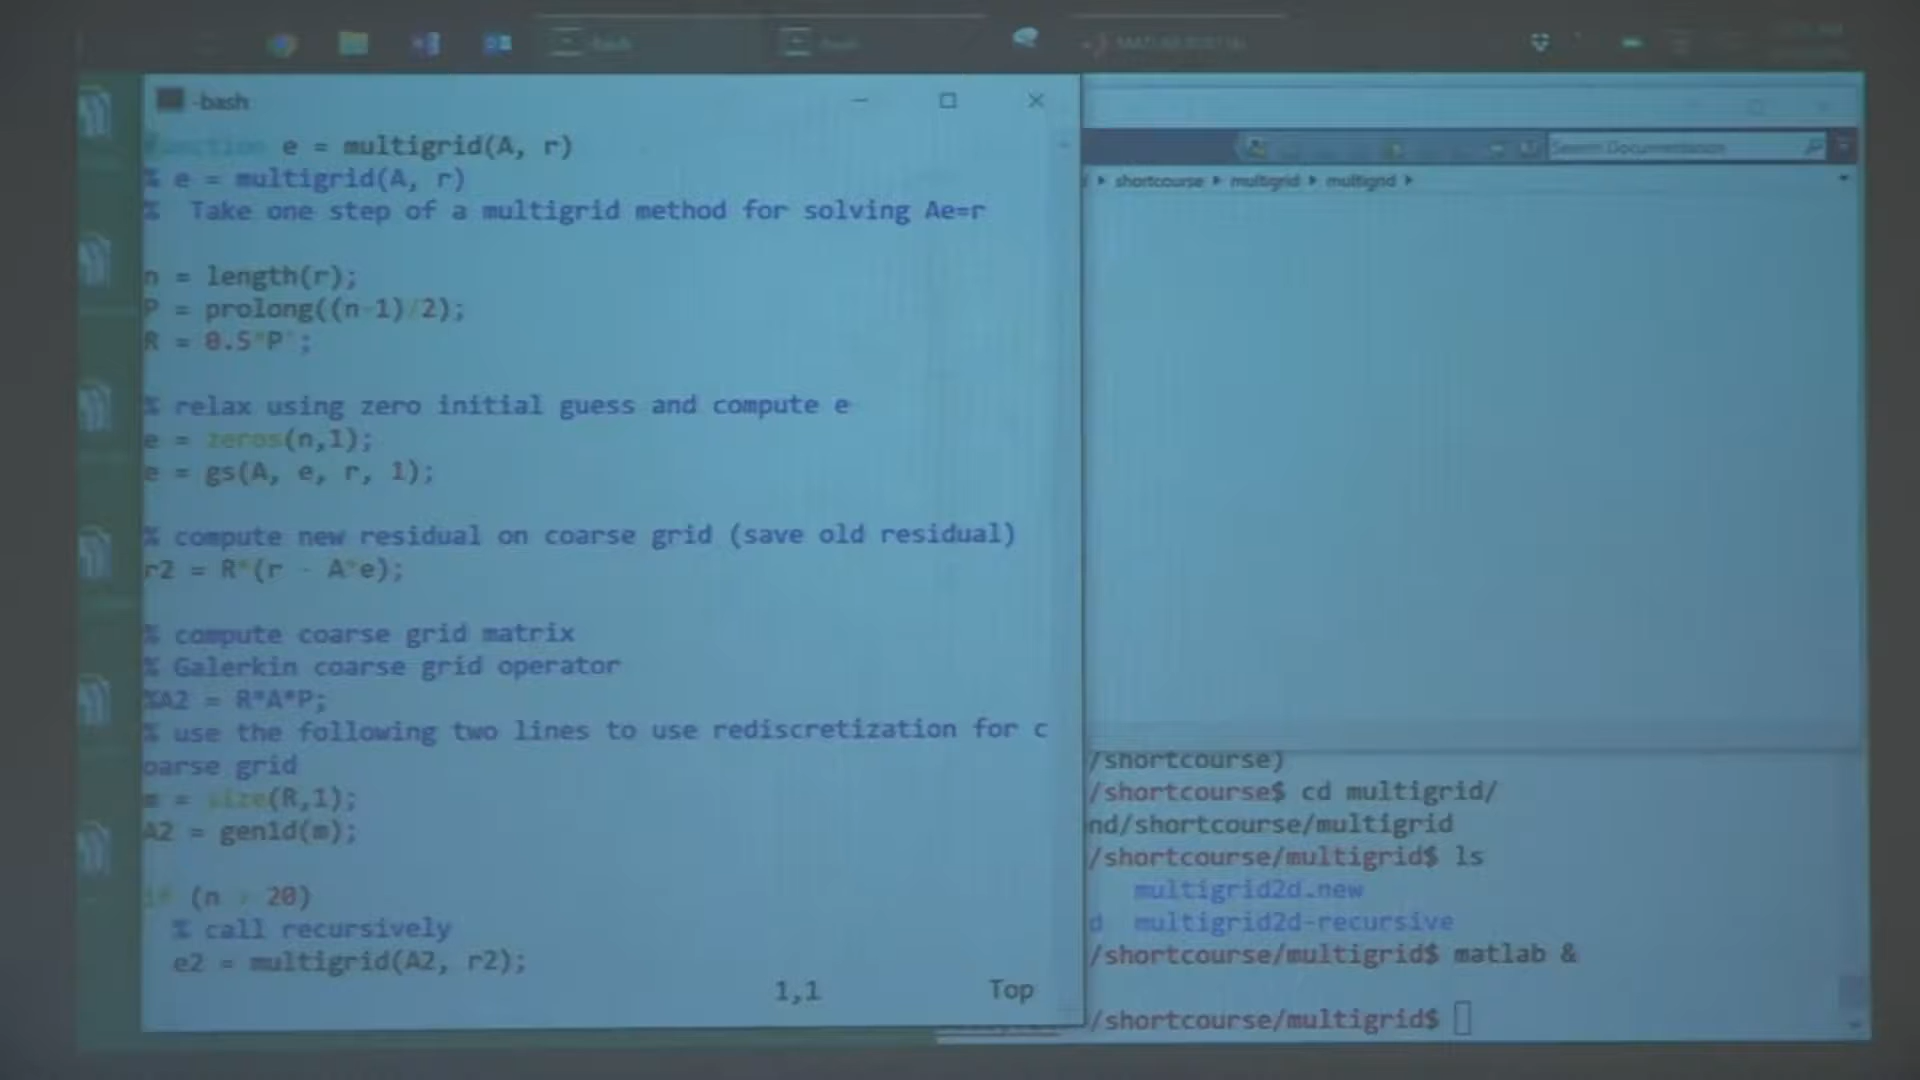 -bash
function e = multigrid(A, r)
% e = multigrid(A, r)
%  Take one step of a multigrid method for solving Ae=r
n = length(r);
P = prolong((n-1)/2);
R = 0.5*P';
% relax using zero initial guess and compute e
e = zeros(n,1);
e = gs(A, e, r, 1);
% compute new residual on coarse grid (save old residual)
r2 = R*(r - A*e);
% compute coarse grid matrix
% Galerkin coarse grid operator
%A2 = R*A*P;
% use the following two lines to use rediscretization for c
oarse grid
m = size(R,1);
A2 = gen1d(m);
if (n > 20)
% call recursively
e2 = multigrid(A2, r2);
1,1 Top
Search Documentation
shortcourse multigrid multigrid
/shortcourse)
/shortcourse$ cd multigrid/
nd/shortcourse/multigrid
/shortcourse/multigrid$ ls
multigrid2d.new
d multigrid2d-recursive
/shortcourse/multigrid$ matlab &
/shortcourse/multigrid$